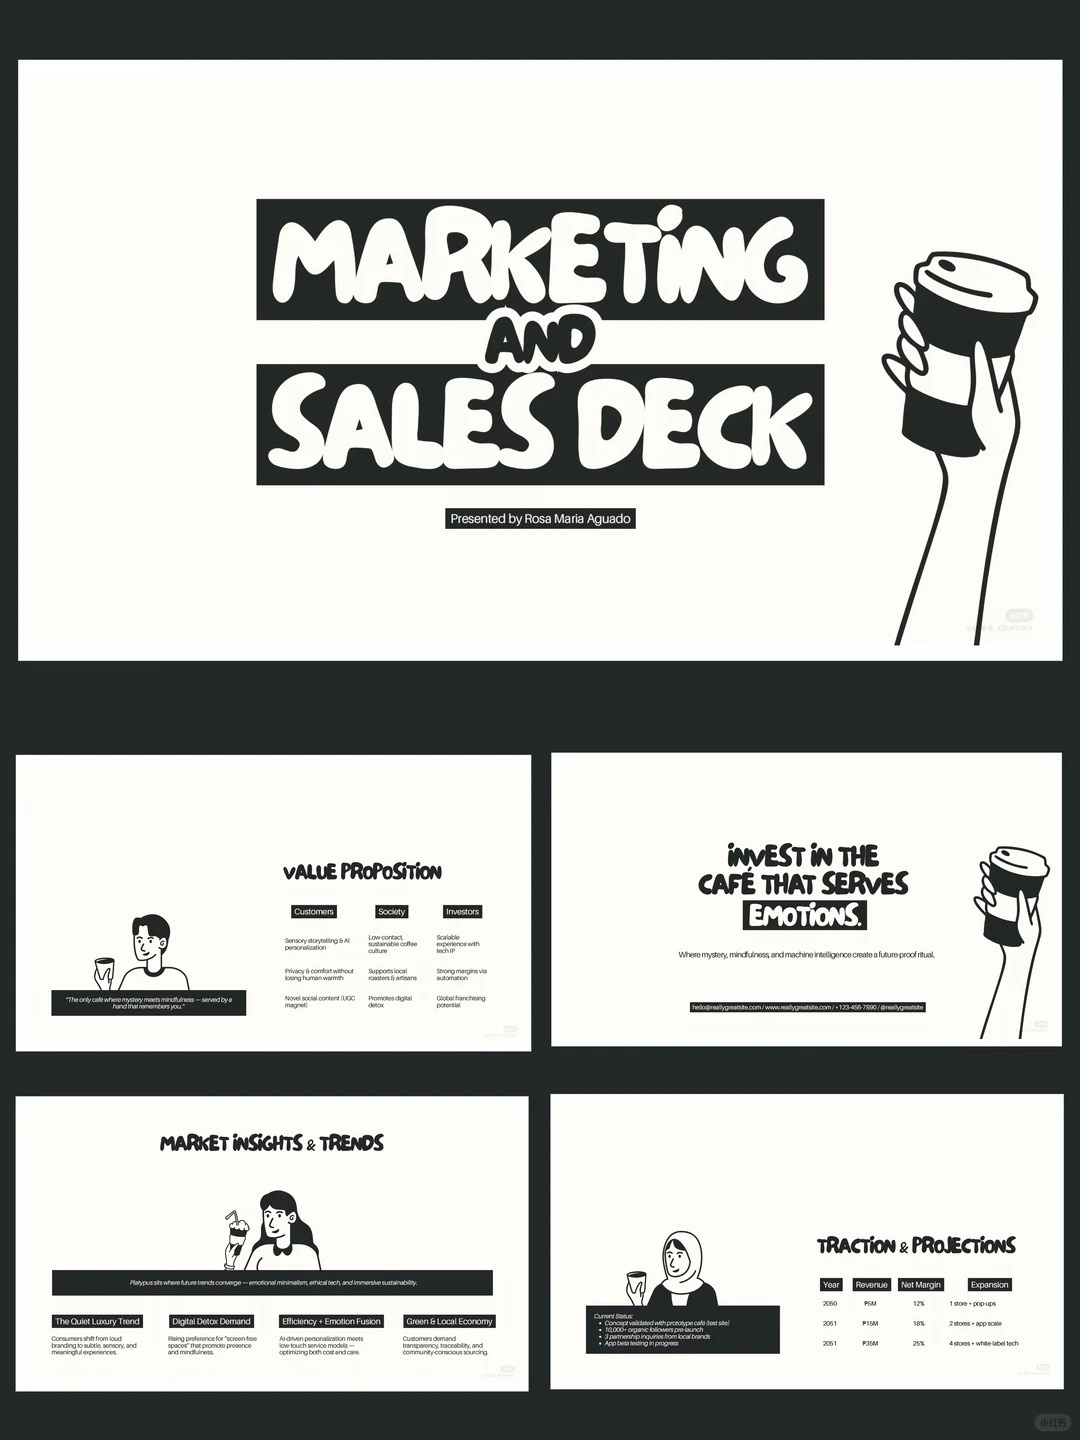 MARKETING
AND
SALES DECK
Presented by Rosa Maria Aguado
小红书
VALUE PROPOSITION
Customers Society Investors
Sensory storytelling & AI
personalization
Low-contact,
sustainable coffee
culture
Scalable
experience with
tech IP
Privacy & comfort without
losing human warmth
Supports local
roasters & artisans
Strong margins via
automation
Novel social content (UGC
magnet)
Promotes digital
detox
Global franchising
potential
"The only café where mystery meets mindfulness — served by a
hand that remembers you."
INVEST IN THE
CAFÉ THAT SERVES
EMOTIONS.
Where mystery, mindfulness, and machine intelligence create a future-proof ritual.
hello@reallygreatsite.com / www.reallygreatsite.com / +123-456-7890 / @reallygreatsite
MARKET INSIGHTS & TRENDS
Platypus sits where future trends converge — emotional minimalism, ethical tech, and immersive sustainability.
The Quiet Luxury Trend
Consumers shift from loud
branding to subtle, sensory, and
meaningful experiences.
Digital Detox Demand
Rising preference for "screen-free
spaces" that promote presence
and mindfulness.
Efficiency + Emotion Fusion
AI-driven personalization meets
low-touch service models —
optimizing both cost and care.
Green & Local Economy
Customers demand
transparency, traceability, and
community-conscious sourcing.
TRACTION & PROJECTIONS
Current Status:
• Concept validated with prototype café (test site)
• 10,000+ organic followers pre-launch
• 3 partnership inquiries from local brands
• App beta testing in progress
Year Revenue Net Margin Expansion
2050 ₱5M 12% 1 store + pop-ups
2051 ₱15M 18% 2 stores + app scale
2051 ₱35M 25% 4 stores + white-label tech
小红书